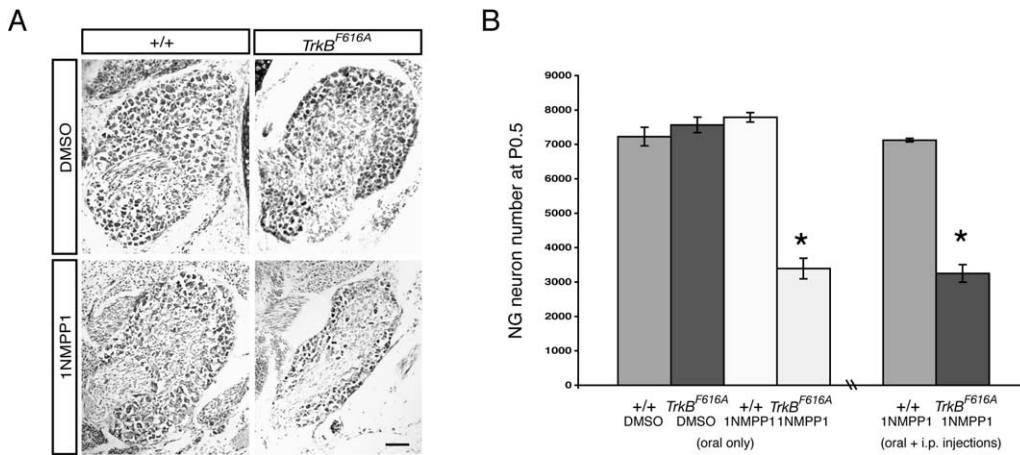 A
+/+
TrkB^F616A
DMSO
1NMPP1
B
NG neuron number at P0.5
9000
8000
7000
6000
5000
4000
3000
2000
1000
0
*
*
+/+ TrkB^F616A +/+ TrkB^F616A
DMSO DMSO 1NMPP1 1NMPP1
(oral only)
+/+ TrkB^F616A
1NMPP1 1NMPP1
(oral + i.p. injections)